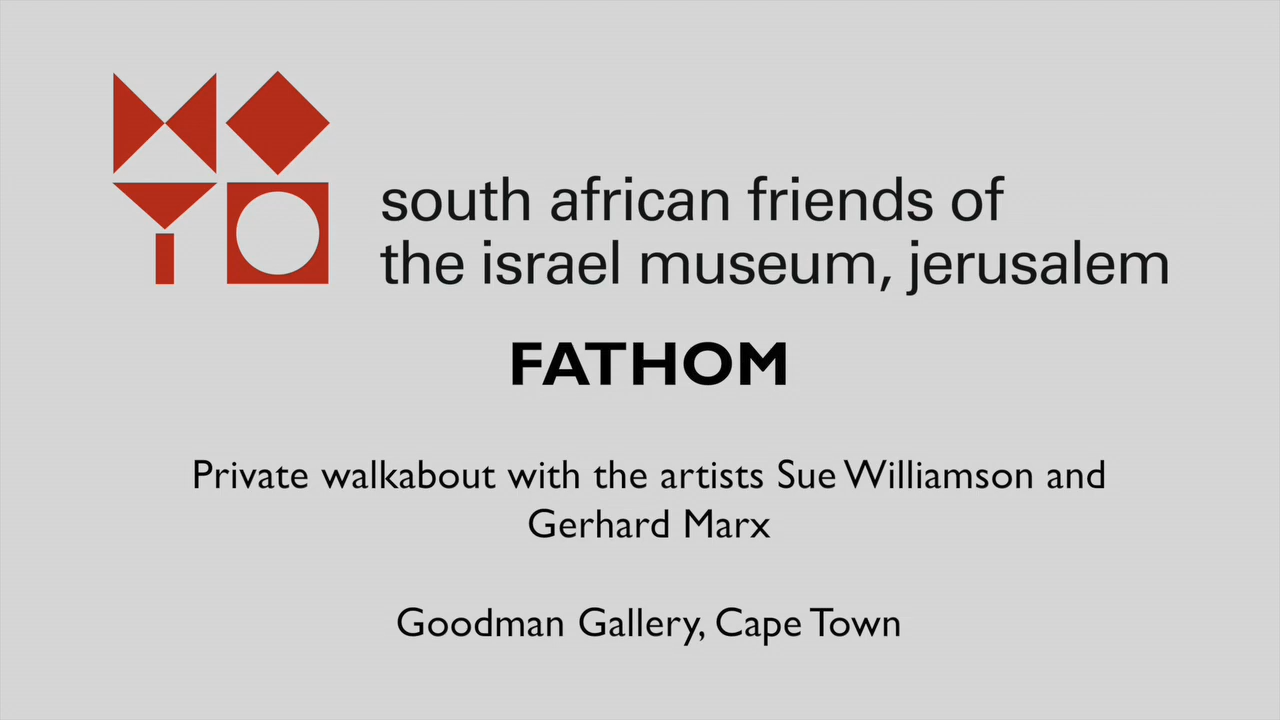 south african friends of
the israel museum, jerusalem
FATHOM
Private walkabout with the artists Sue Williamson and
Gerhard Marx
Goodman Gallery, Cape Town